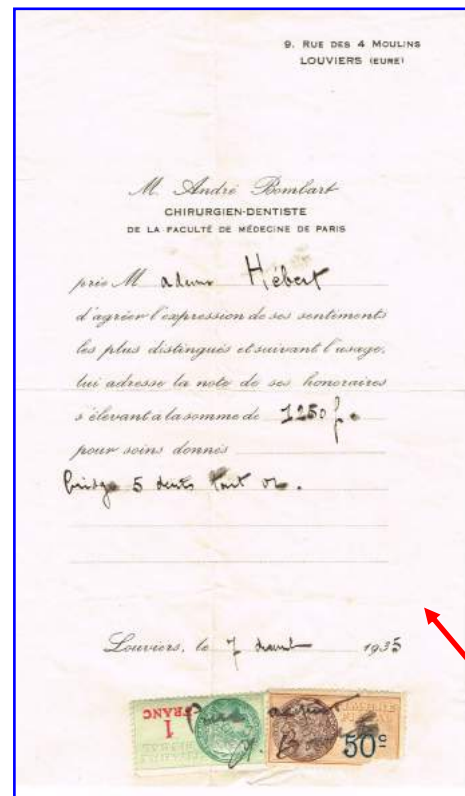 9. RUE DES 4 MOULINS
LOUVIERS (EURE)
M. André Bombart
CHIRURGIEN-DENTISTE
DE LA FACULTÉ DE MÉDECINE DE PARIS
prie Madame Hébert
d'agréer l'expression de ses sentiments
les plus distingués et suivant l'usage,
lui adresse la note de ses honoraires
s'élevant a la somme de 1250 f
pour soins donnés
bridge 5 dents tout or.
Louviers, le 7 1935
1 FRANC
Pour acquit
50c